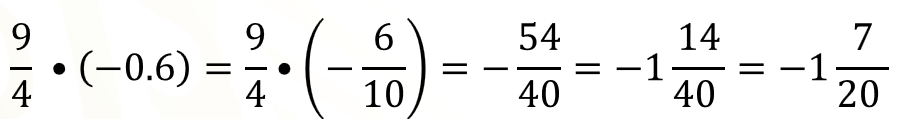 9/4 • (−0.6) = 9/4 • (− 6/10) = − 54/40 = −1 14/40 = −1 7/20